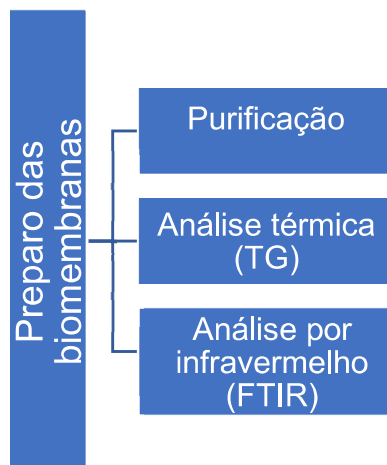 Preparo das
biomembranas
Purificação
Análise térmica
(TG)
Análise por
infravermelho
(FTIR)